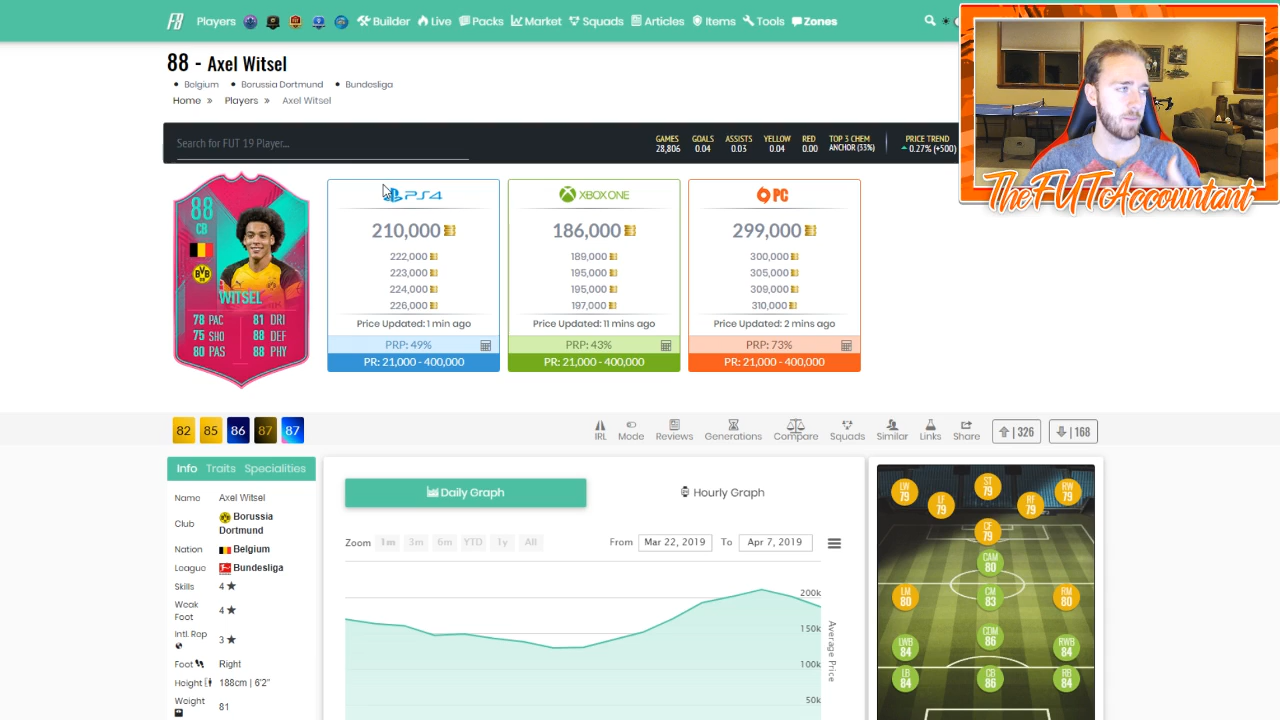 F8 Players Builder Live Packs Market Squads Articles Items Tools Zones
88 - Axel Witsel
Belgium Borussia Dortmund Bundesliga
Home » Players » Axel Witsel
Search for FUT 19 Player...
GAMES GOALS ASSISTS YELLOW RED TOP 3 CHEM PRICE TREND
28,806 0.04 0.03 0.04 0.00 ANCHOR (33%) 0.27% (+500)
TheFUTAccountant
88
CB
WITSEL
78 PAC 81 DRI
75 SHO 88 DEF
80 PAS 88 PHY
PS4
210,000
222,000
223,000
224,000
226,000
Price Updated: 1 min ago
PRP: 49%
PR: 21,000 - 400,000
XBOX ONE
186,000
189,000
195,000
195,000
197,000
Price Updated: 11 mins ago
PRP: 43%
PR: 21,000 - 400,000
PC
299,000
300,000
305,000
309,000
310,000
Price Updated: 2 mins ago
PRP: 73%
PR: 21,000 - 400,000
82 85 86 87 87
IRL Mode Reviews Generations Compare Squads Similar Links Share | 326 | 168
Info Traits Specialities
Name Axel Witsel
Club Borussia Dortmund
Nation Belgium
League Bundesliga
Skills 4
Weak Foot 4
Intl. Rep 3
Foot Right
Height 188cm | 6'2"
Weight 81
Daily Graph Hourly Graph
Zoom 1m 3m 6m YTD 1y All From Mar 22, 2019 To Apr 7, 2019
200k
150k
100k
50k
Average Price
LW 79
LF 79
ST 79
RF 79
RW 79
CF 79
CAM 80
LM 80
CM 83
RM 80
LWB 84
CDM 86
RWB 84
LB 84
CB 86
RB 84